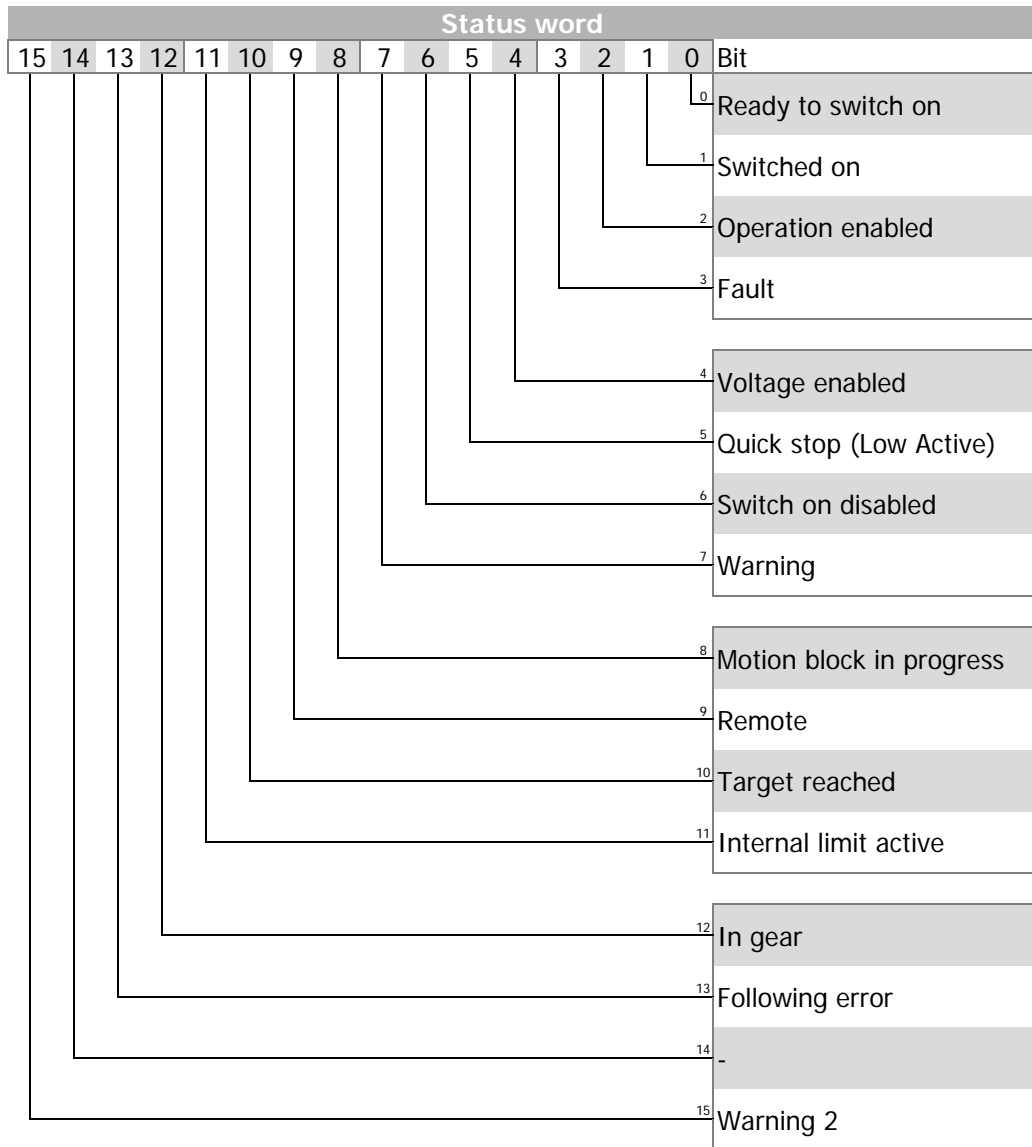 Status word
15 14 13 12 11 10 9 8 7 6 5 4 3 2 1 0 Bit
0 Ready to switch on
1 Switched on
2 Operation enabled
3 Fault
4 Voltage enabled
5 Quick stop (Low Active)
6 Switch on disabled
7 Warning
8 Motion block in progress
9 Remote
10 Target reached
11 Internal limit active
12 In gear
13 Following error
14 -
15 Warning 2